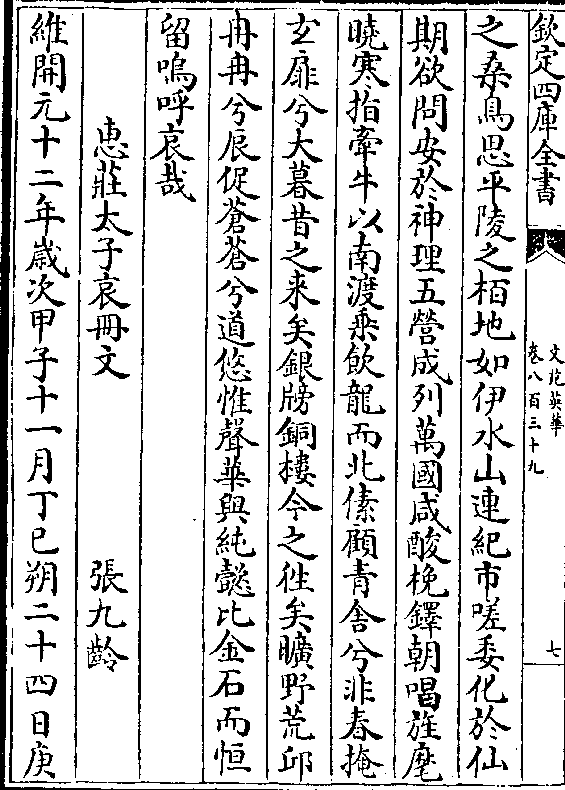 欽定四庫全書
文苑英華
卷八百三十九
七
之桑鳥思平陵之栢地如伊水山連紀市嗟委化於仙
期欲問安於神理五營成列萬國咸酸挽鐸朝唱旌麾
曉寒指牽牛以南渡乗飲龍而北傃顧青舎兮非春掩
玄扉兮大暮昔之来矣銀牓銅樓今之徃矣曠野荒邱
冉冉兮辰促蒼蒼兮道悠惟聲華與純懿比金石而恒
留嗚呼哀哉
恵莊太子哀冊文　張九齡
維開元十二年歳次甲子十一月丁巳朔二十四日庚